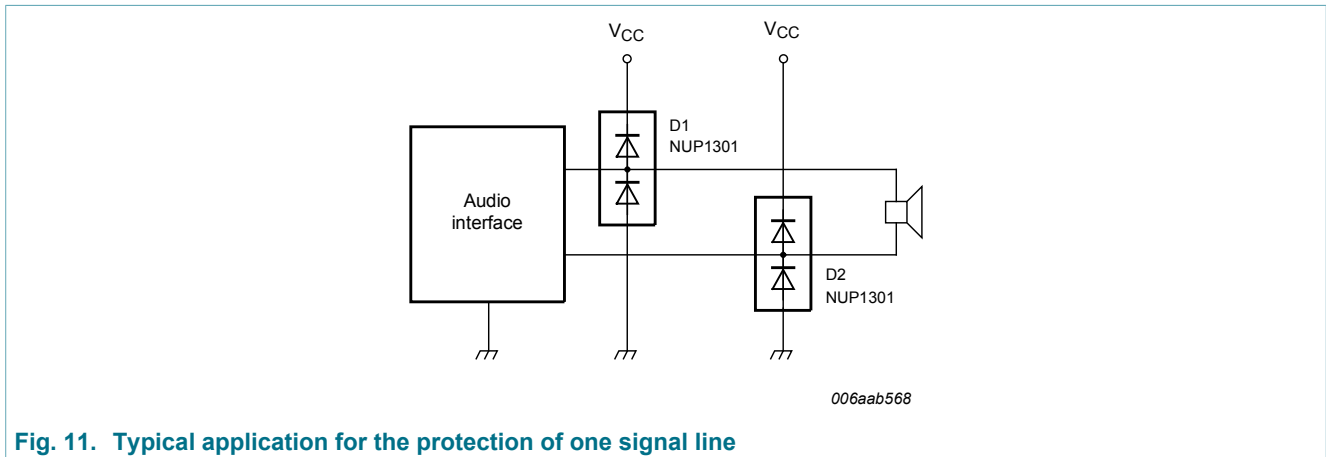 VCC VCC
D1
NUP1301
Audio
interface
D2
NUP1301
006aab568
Fig. 11. Typical application for the protection of one signal line